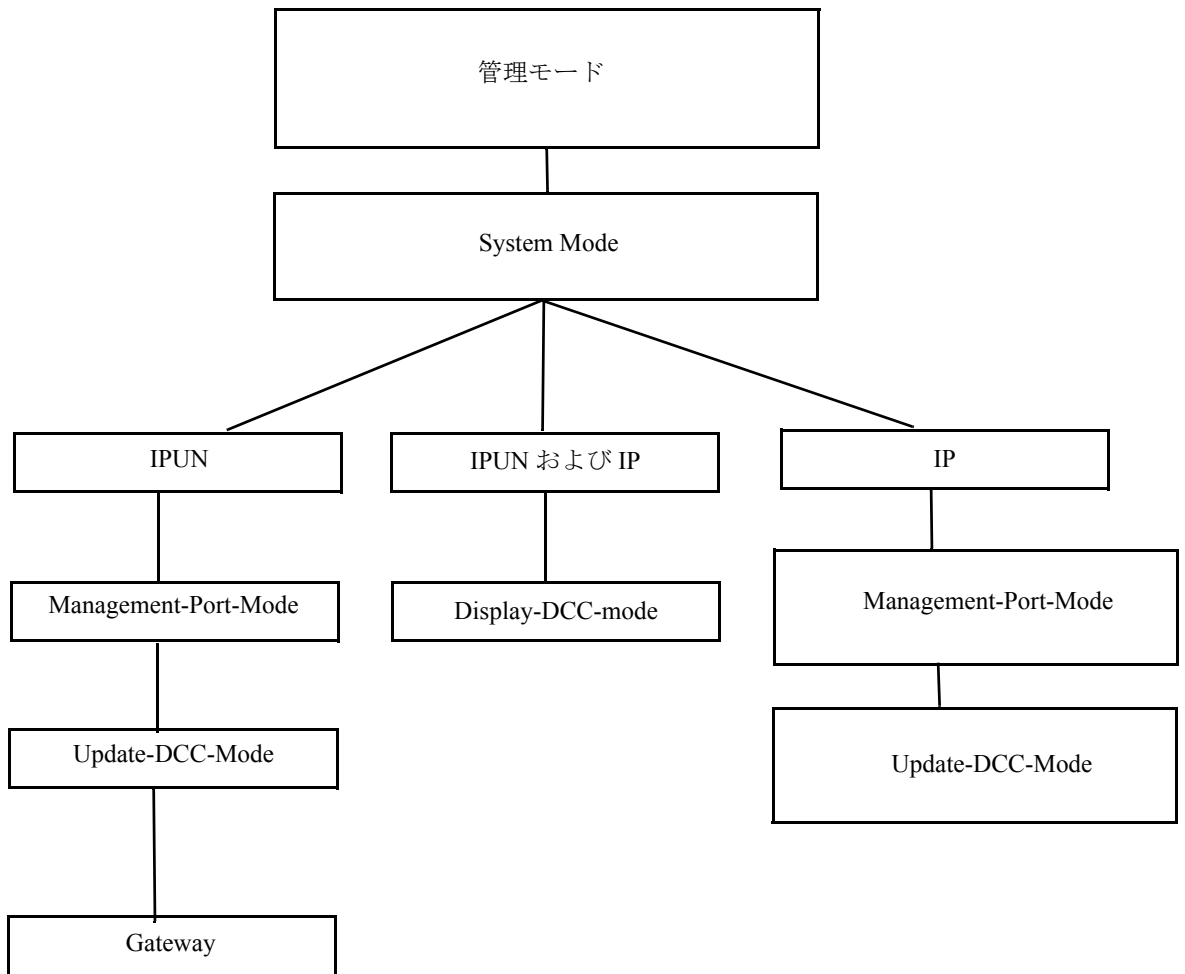 管理モード
System Mode
IPUN
IPUN および IP
IP
Management-Port-Mode
Display-DCC-mode
Management-Port-Mode
Update-DCC-Mode
Update-DCC-Mode
Gateway